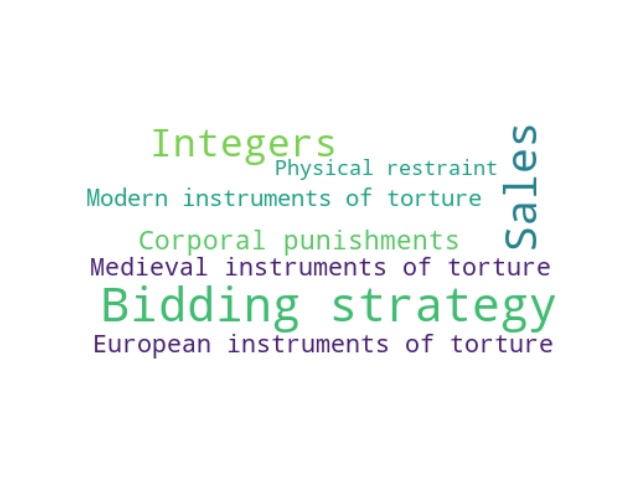 Integers
Sales
Physical restraint
Modern instruments of torture
Corporal punishments
Medieval instruments of torture
Bidding strategy
European instruments of torture